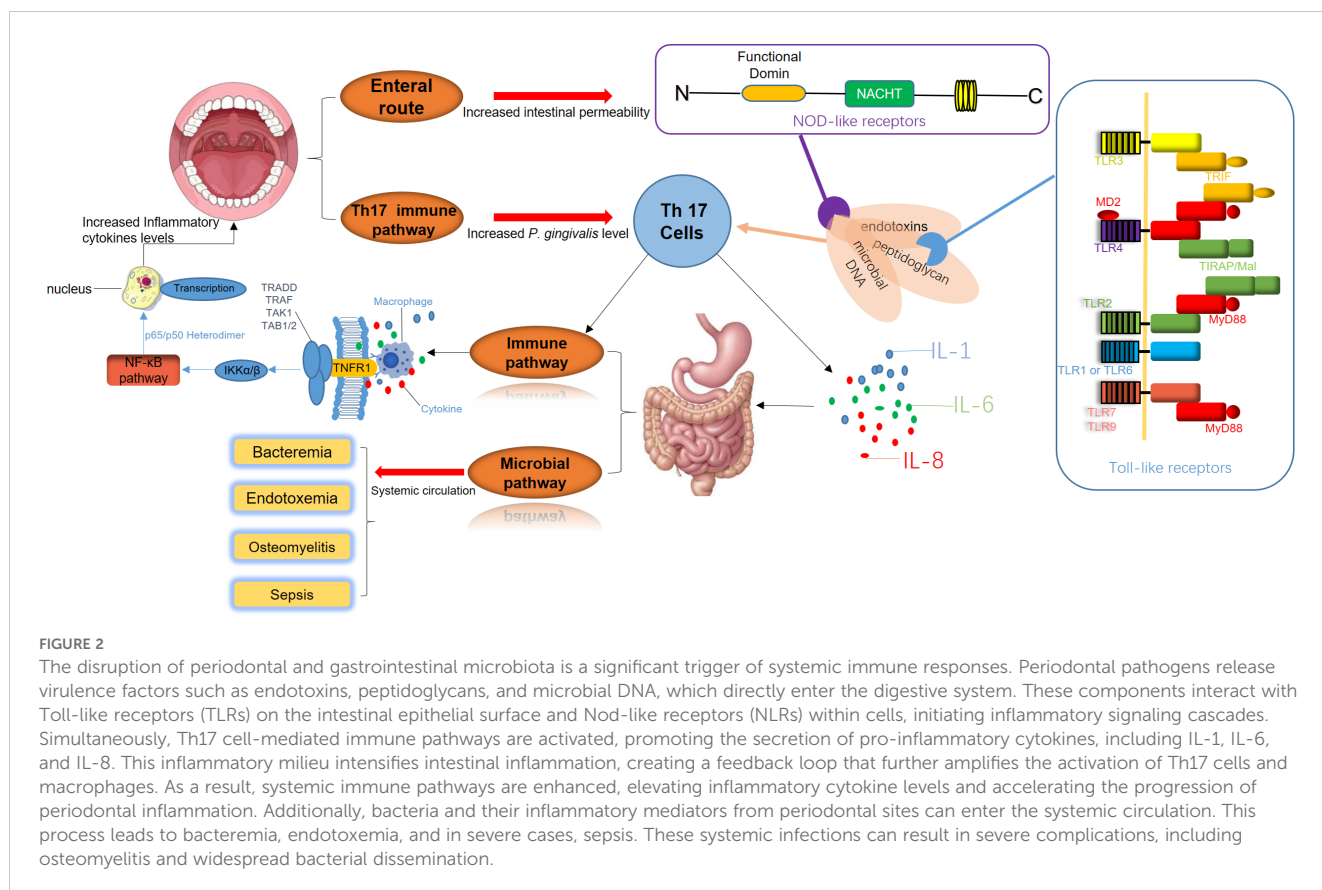 Enteral
route
Increased intestinal permeability
Functional
Domin
N
NACHT
C
NOD-like receptors
Th17 immune
pathway
Increased P. gingivalis level
Th 17
Cells
endotoxins
peptidoglycan
microbial
DNA
TLR3
TRIF
MD2
TLR4
TIRAP/Mal
TLR2
MyD88
TLR1 or TLR6
TLR7
TLR9
MyD88
Toll-like receptors
Increased Inflammatory
cytokines levels
nucleus
Transcription
p65/p50 Heterodimer
NF-κB
pathway
IKKα/β
TRADD
TRAF
TAK1
TAB1/2
TNFR1
Macrophage
Cytokine
Immune
pathway
IL-1
IL-6
IL-8
Microbial
pathway
Systemic circulation
Bacteremia
Endotoxemia
Osteomyelitis
Sepsis
FIGURE 2
The disruption of periodontal and gastrointestinal microbiota is a significant trigger of systemic immune responses. Periodontal pathogens release
virulence factors such as endotoxins, peptidoglycans, and microbial DNA, which directly enter the digestive system. These components interact with
Toll-like receptors (TLRs) on the intestinal epithelial surface and Nod-like receptors (NLRs) within cells, initiating inflammatory signaling cascades.
Simultaneously, Th17 cell-mediated immune pathways are activated, promoting the secretion of pro-inflammatory cytokines, including IL-1, IL-6,
and IL-8. This inflammatory milieu intensifies intestinal inflammation, creating a feedback loop that further amplifies the activation of Th17 cells and
macrophages. As a result, systemic immune pathways are enhanced, elevating inflammatory cytokine levels and accelerating the progression of
periodontal inflammation. Additionally, bacteria and their inflammatory mediators from periodontal sites can enter the systemic circulation. This
process leads to bacteremia, endotoxemia, and in severe cases, sepsis. These systemic infections can result in severe complications, including
osteomyelitis and widespread bacterial dissemination.